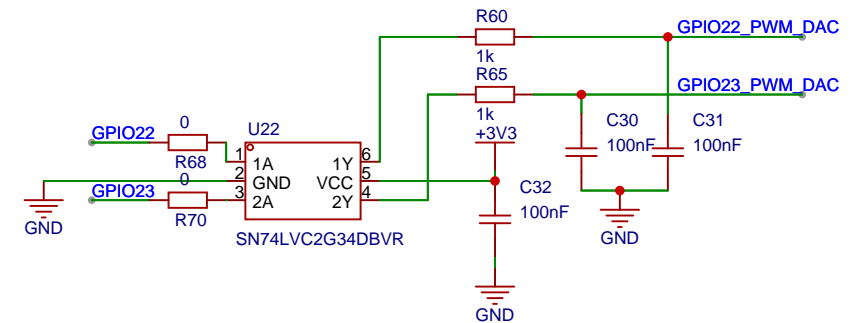 R60
GPIO22_PWM_DAC
1k
R65
GPIO23_PWM_DAC
1k
+3V3
0
GPIO22
R68
U22
C30
100nF
C31
100nF
1
1A
1Y
6
2
GND
VCC
5
3
2A
2Y
4
0
GPIO23
R70
GND
C32
100nF
SN74LVC2G34DBVR
GND
GND